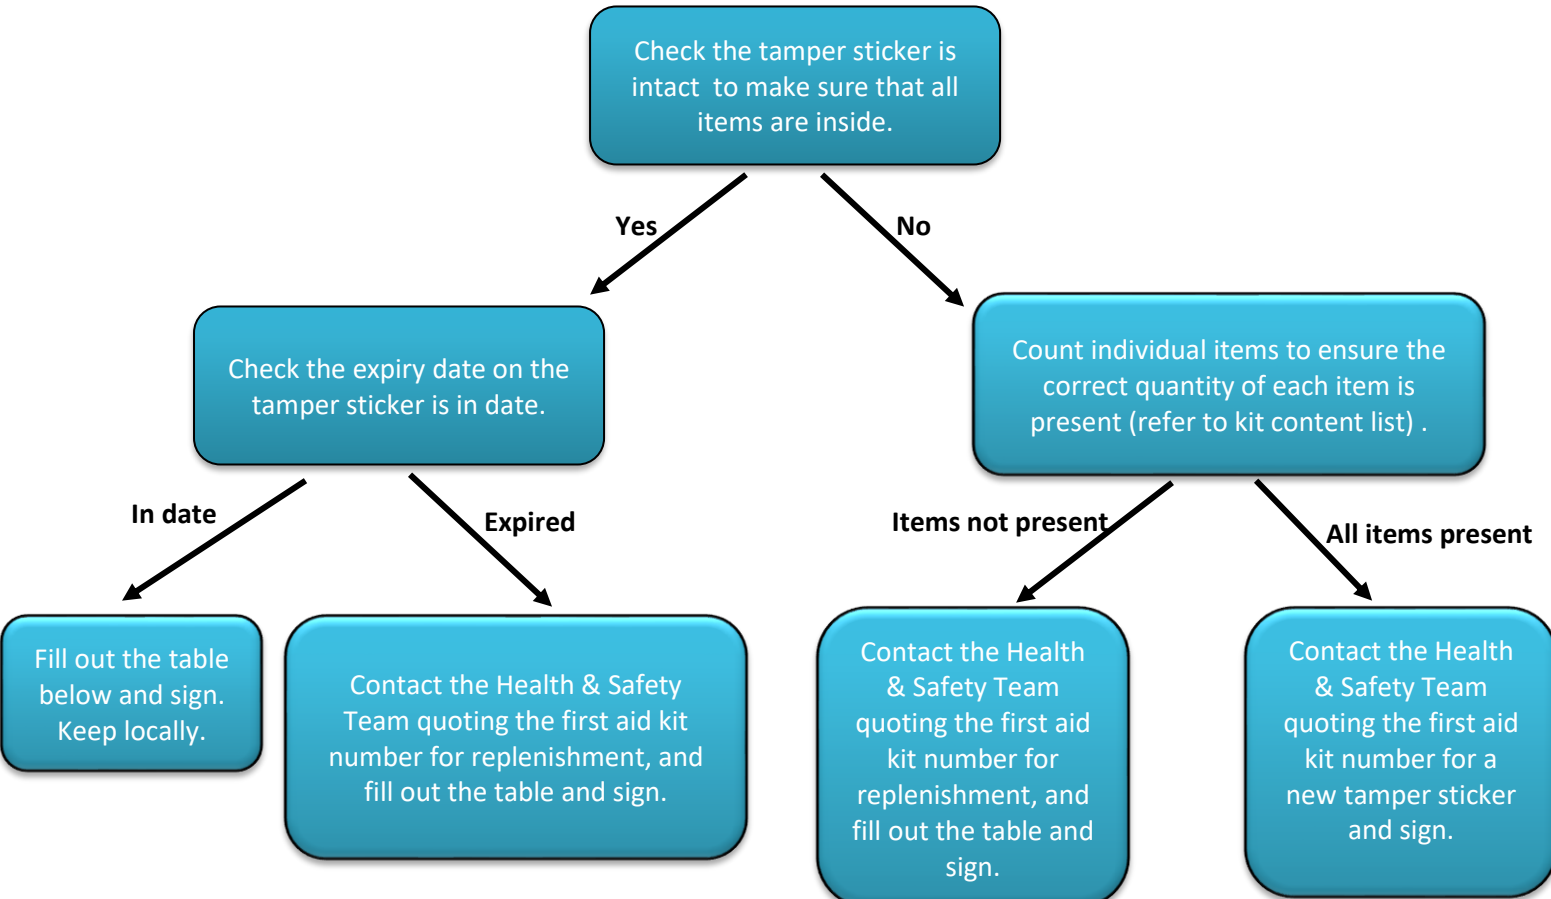 Check the tamper sticker is
intact  to make sure that all
items are inside.
Yes
No
Check the expiry date on the
tamper sticker is in date.
Count individual items to ensure the
correct quantity of each item is
present (refer to kit content list) .
In date
Expired
Items not present
All items present
Fill out the table
below and sign.
Keep locally.
Contact the Health & Safety
Team quoting the first aid kit
number for replenishment, and
fill out the table and sign.
Contact the Health
& Safety Team
quoting the first aid
kit number for
replenishment, and
fill out the table and
sign.
Contact the Health
& Safety Team
quoting the first aid
kit number for a
new tamper sticker
and sign.